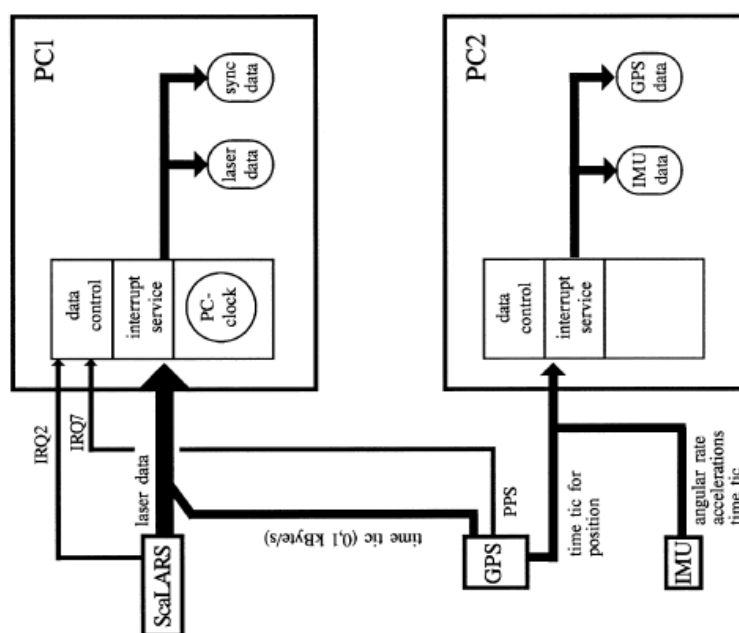 PC1
sync
data
laser
data
data
control
interrupt
service
PC-
clock
IRQ2
IRQ7
laser data
ScaLARS
time tic (0,1 kByte/s)
PPS
GPS
PC2
GPS
data
IMU
data
data
control
interrupt
service
time tic for
position
angular rate
accelerations
time tic
IMU